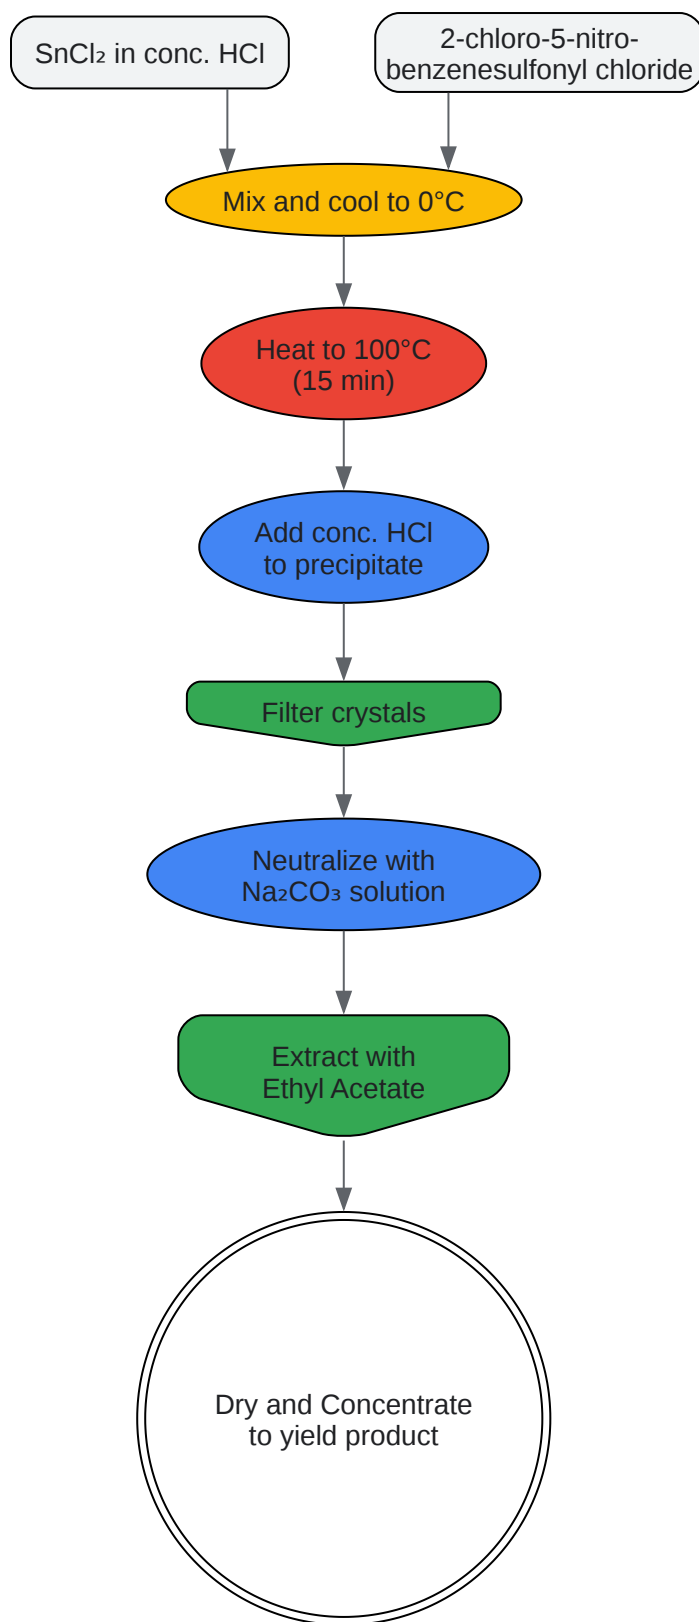 SnCl₂ in conc. HCl
2-chloro-5-nitro-
benzenesulfonyl chloride
Mix and cool to 0°C
Heat to 100°C
(15 min)
Add conc. HCl
to precipitate
Filter crystals
Neutralize with
Na₂CO₃ solution
Extract with
Ethyl Acetate
Dry and Concentrate
to yield product